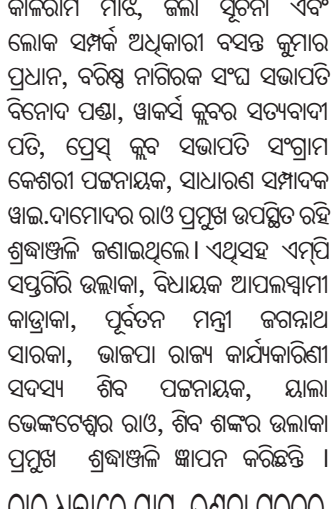 କାଳୀରାମ ମାଝି, ଜିଲା ସୂଚନା ଏବଂ
ଲୋକ ସମ୍ପର୍କ ଅଧିକାରୀ ବସନ୍ତ କୁମାର
ପ୍ରଧାନ, ବରିଷ୍ଠ ନାଗରିକ ସଂଘ ସଭାପତି
ବିନୋଦ ପଣ୍ଡା, ୱାକର୍ସ କ୍ଲବର ସତ୍ୟବାଦୀ
ପତି, ପ୍ରେସ୍ କ୍ଲବ ସଭାପତି ସଂଗ୍ରାମ
କେଶରୀ ପଟ୍ଟନାୟକ, ସାଧାରଣ ସମ୍ପାଦକ
ୱାଇ.ଦାମୋଦର ରାଓ ପ୍ରମୁଖ ଉପସ୍ଥିତ ରହି
ଶ୍ରଦ୍ଧାଞ୍ଜଳି ଜଣାଇଥିଲେ। ଏଥିସହ ଏମ୍‌ପି
ସପ୍ତଗିରି ଉଲ୍ଲାକା, ବିଧାୟକ ଆପଲସ୍ୱାମୀ
କାଡ୍ରାକା, ପୂର୍ବତନ ମନ୍ତ୍ରୀ ଜଗନ୍ନାଥ
ସାରକା, ଭାଜପା ରାଜ୍ୟ କାର୍ଯ୍ୟକାରିଣୀ
ସଦସ୍ୟ ଶିବ ପଟ୍ଟନାୟକ, ୟାଲା
ଭେଙ୍କଟେଶ୍ୱର ରାଓ, ଶିବ ଶଙ୍କର ଉଲାକା
ପ୍ରମୁଖ ଶ୍ରଦ୍ଧାଞ୍ଜଳି ଜ୍ଞାପନ କରିଛନ୍ତି ।